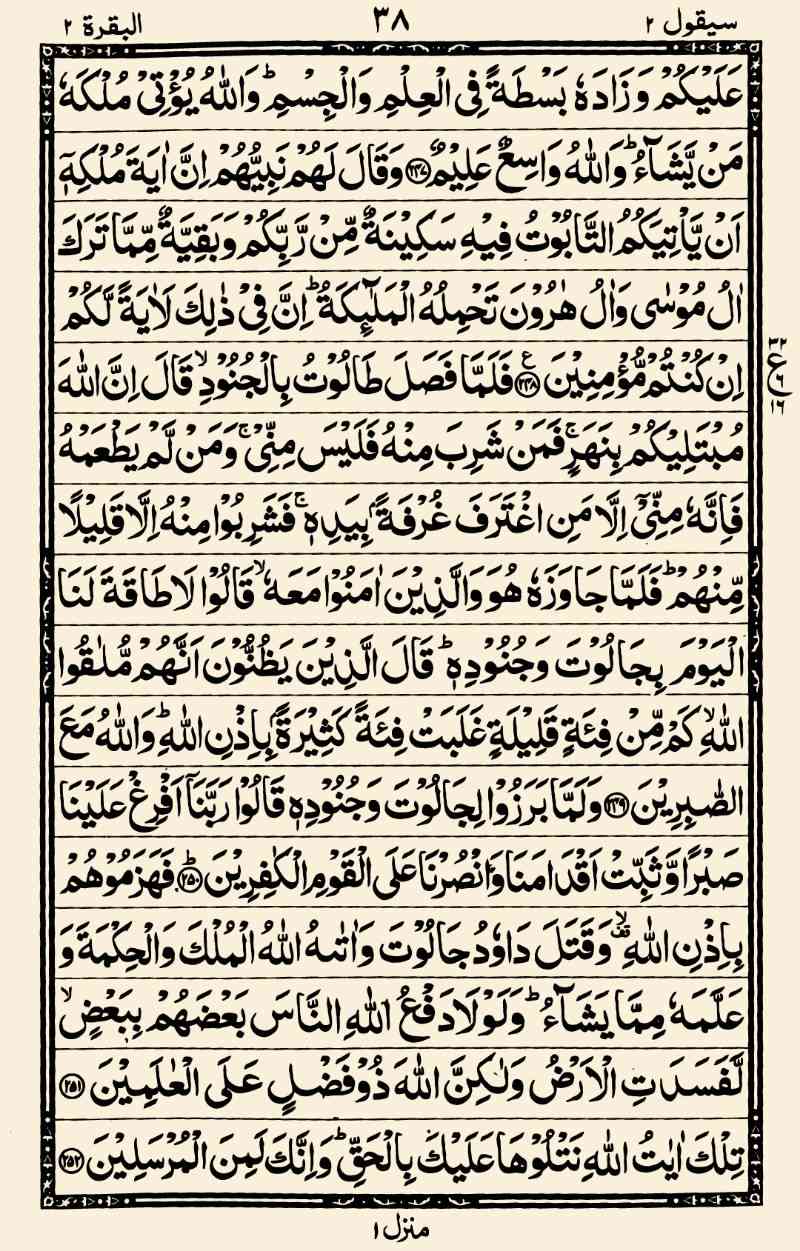 سيقول ٢
٣٨
البقرة ٢
عَلَيْكُمْ وَزَادَهٗ بَسْطَةً فِى الْعِلْمِ وَالْجِسْمِ ؕ وَاللّٰهُ يُؤْتِىْ مُلْكَهٗ
مَنْ يَّشَآءُ ؕ وَاللّٰهُ وَاسِعٌ عَلِيْمٌ ﴿٢٤٧﴾ وَقَالَ لَهُمْ نَبِيُّهُمْ اِنَّ اٰيَةَ مُلْكِهٖۤ
اَنْ يَّاْتِيَكُمُ التَّابُوْتُ فِيْهِ سَكِيْنَةٌ مِّنْ رَّبِّكُمْ وَبَقِيَّةٌ مِّمَّا تَرَكَ
اٰلُ مُوْسٰى وَاٰلُ هٰرُوْنَ تَحْمِلُهُ الْمَلٰٓئِكَةُ ؕ اِنَّ فِىْ ذٰلِكَ لَاٰيَةً لَّكُمْ
اِنْ كُنْتُمْ مُّؤْمِنِيْنَ ﴿٢٤٨﴾ ع فَلَمَّا فَصَلَ طَالُوْتُ بِالْجُنُوْدِ ۙ قَالَ اِنَّ اللّٰهَ
٣٢
ع
٦
١٦
مُبْتَلِيْكُمْ بِنَهَرٍ ۚ فَمَنْ شَرِبَ مِنْهُ فَلَيْسَ مِنِّىْ ۚ وَمَنْ لَّمْ يَطْعَمْهُ
فَاِنَّهٗ مِنِّىْۤ اِلَّا مَنِ اغْتَرَفَ غُرْفَةًۢ بِيَدِهٖ ۚ فَشَرِبُوْا مِنْهُ اِلَّا قَلِيْلًا
مِّنْهُمْ ؕ فَلَمَّا جَاوَزَهٗ هُوَ وَالَّذِيْنَ اٰمَنُوْا مَعَهٗ ۙ قَالُوْا لَا طَاقَةَ لَنَا
الْيَوْمَ بِجَالُوْتَ وَجُنُوْدِهٖ ؕ قَالَ الَّذِيْنَ يَظُنُّوْنَ اَنَّهُمْ مُّلٰقُوا
اللّٰهِ ۙ كَمْ مِّنْ فِئَةٍ قَلِيْلَةٍ غَلَبَتْ فِئَةً كَثِيْرَةًۢ بِاِذْنِ اللّٰهِ ؕ وَاللّٰهُ مَعَ
الصّٰبِرِيْنَ ﴿٢٤٩﴾ وَلَمَّا بَرَزُوْا لِجَالُوْتَ وَجُنُوْدِهٖ قَالُوْا رَبَّنَاۤ اَفْرِغْ عَلَيْنَا
صَبْرًا وَّثَبِّتْ اَقْدَامَنَا وَانْصُرْنَا عَلَى الْقَوْمِ الْكٰفِرِيْنَ ﴿٢٥٠﴾ ؕ فَهَزَمُوْهُمْ
بِاِذْنِ اللّٰهِ ۙ قف وَقَتَلَ دَاوٗدُ جَالُوْتَ وَاٰتٰىهُ اللّٰهُ الْمُلْكَ وَالْحِكْمَةَ وَ
عَلَّمَهٗ مِمَّا يَشَآءُ ؕ وَلَوْلَا دَفْعُ اللّٰهِ النَّاسَ بَعْضَهُمْ بِبَعْضٍ ۙ
لَّفَسَدَتِ الْاَرْضُ وَلٰكِنَّ اللّٰهَ ذُوْ فَضْلٍ عَلَى الْعٰلَمِيْنَ ﴿٢٥١﴾
تِلْكَ اٰيٰتُ اللّٰهِ نَتْلُوْهَا عَلَيْكَ بِالْحَقِّ ؕ وَاِنَّكَ لَمِنَ الْمُرْسَلِيْنَ ﴿٢٥٢﴾
منزل ١